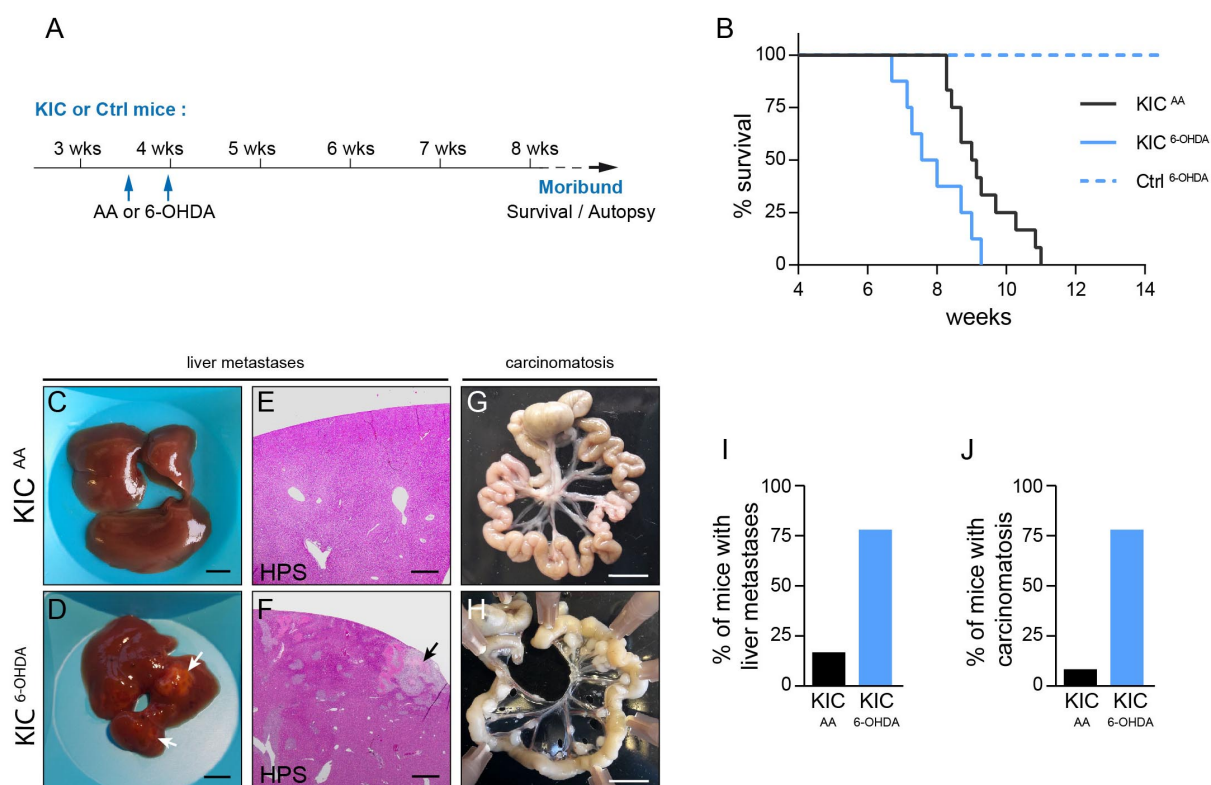 A
KIC or Ctrl mice :
3 wks 4 wks 5 wks 6 wks 7 wks 8 wks
AA or 6-OHDA
Moribund
Survival / Autopsy
B
% survival
100
75
50
25
0
4 6 8 10 12 14
weeks
KIC AA
KIC 6-OHDA
Ctrl 6-OHDA
liver metastases carcinomatosis
KIC AA
C E G
HPS
KIC 6-OHDA
D F H
HPS
I
% of mice with
liver metastases
100
75
50
25
0
KIC KIC
AA 6-OHDA
J
% of mice with
carcinomatosis
100
75
50
25
0
KIC KIC
AA 6-OHDA